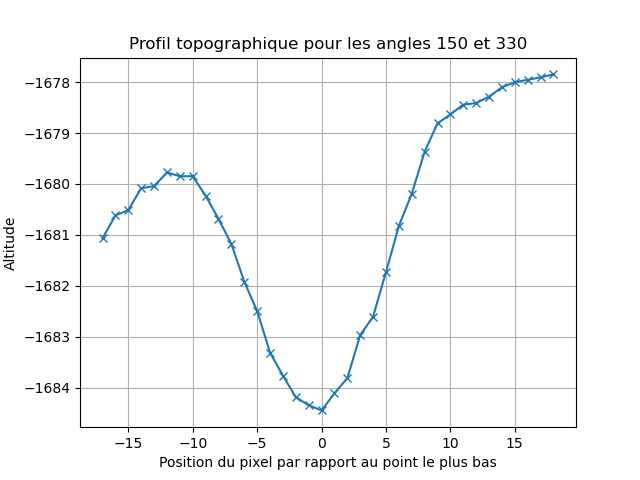 Profil topographique pour les angles 150 et 330
−1678
−1679
−1680
−1681
−1682
−1683
−1684
Altitude
−15 −10 −5 0 5 10 15
Position du pixel par rapport au point le plus bas